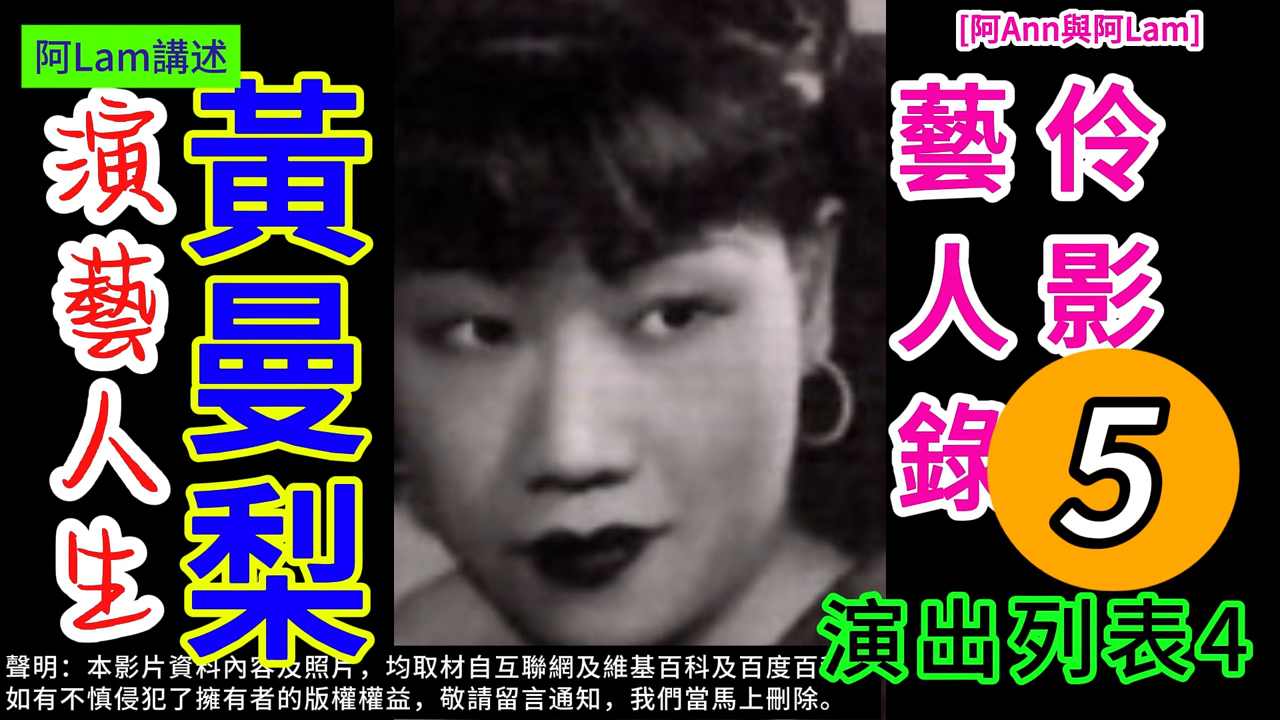 阿Lam講述
[阿Ann與阿Lam]
演藝人生
黃曼梨
伶影
藝人錄
5
演出列表4
聲明：本影片資料內容及照片，均取材自互聯網及維基百科及百度百
如有不慎侵犯了擁有者的版權權益，敬請留言通知，我們當馬上刪除。